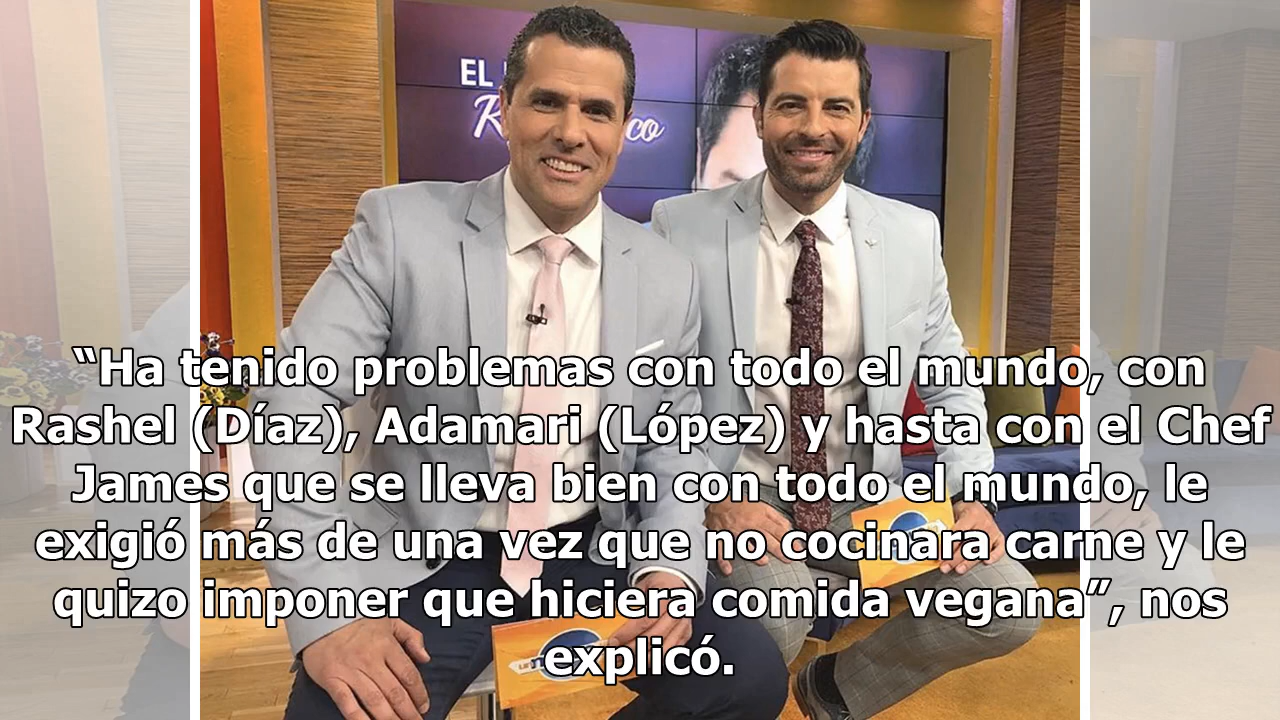 EL
R co
“Ha tenido problemas con todo el mundo, con
Rashel (Díaz), Adamari (López) y hasta con el Chef
James que se lleva bien con todo el mundo, le
exigió más de una vez que no cocinara carne y le
quizo imponer que hiciera comida vegana”, nos
explicó.